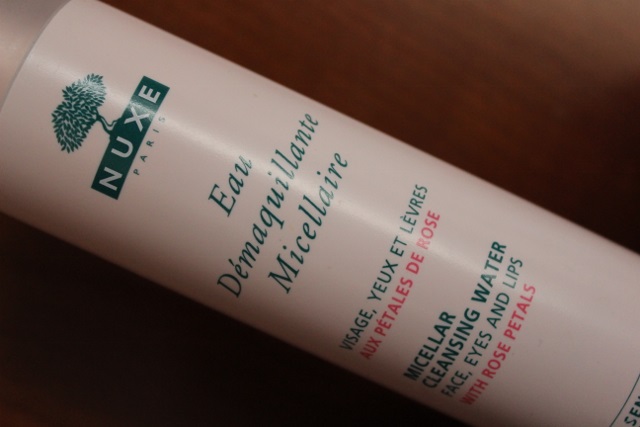 NUXE
PARIS
Eau
Démaquillante
Micellaire
VISAGE, YEUX ET LÈVRES
AUX PÉTALES DE ROSE
MICELLAR
CLEANSING WATER
FACE, EYES AND LIPS
WITH ROSE PETALS